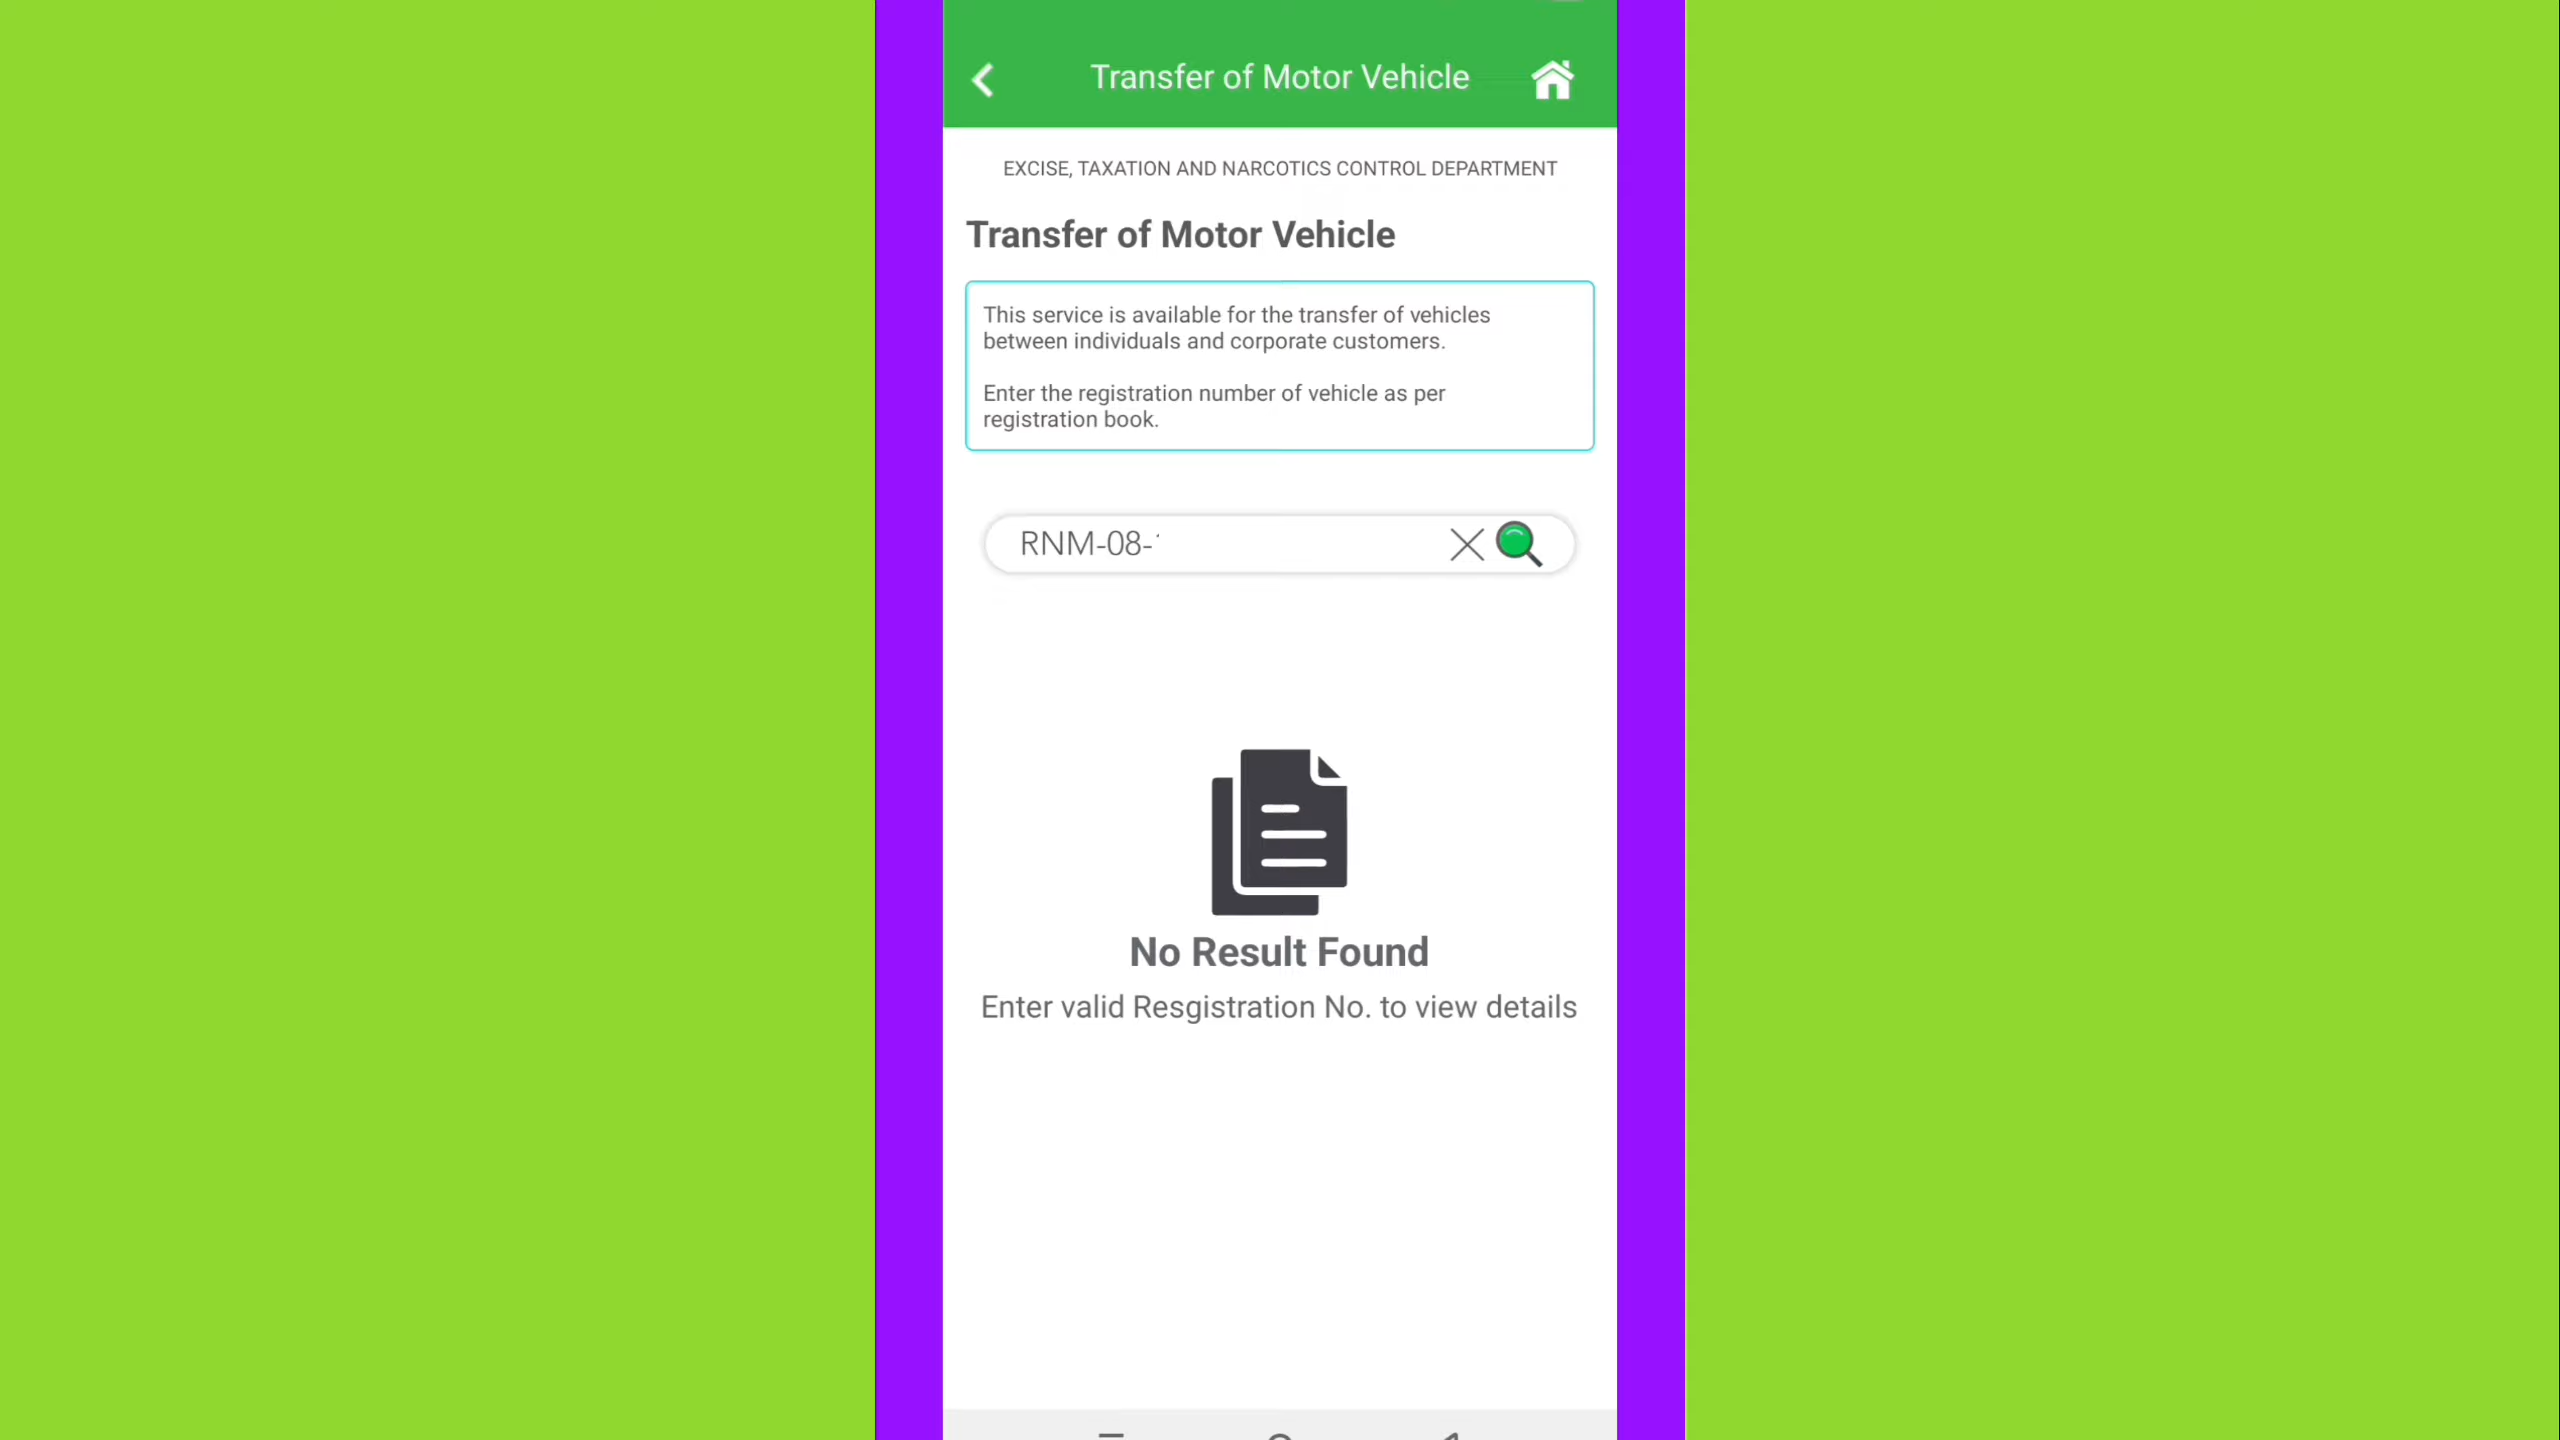 Transfer of Motor Vehicle
EXCISE, TAXATION AND NARCOTICS CONTROL DEPARTMENT
Transfer of Motor Vehicle
This service is available for the transfer of vehicles
between individuals and corporate customers.
Enter the registration number of vehicle as per
registration book.
RNM-08-
No Result Found
Enter valid Resgistration No. to view details